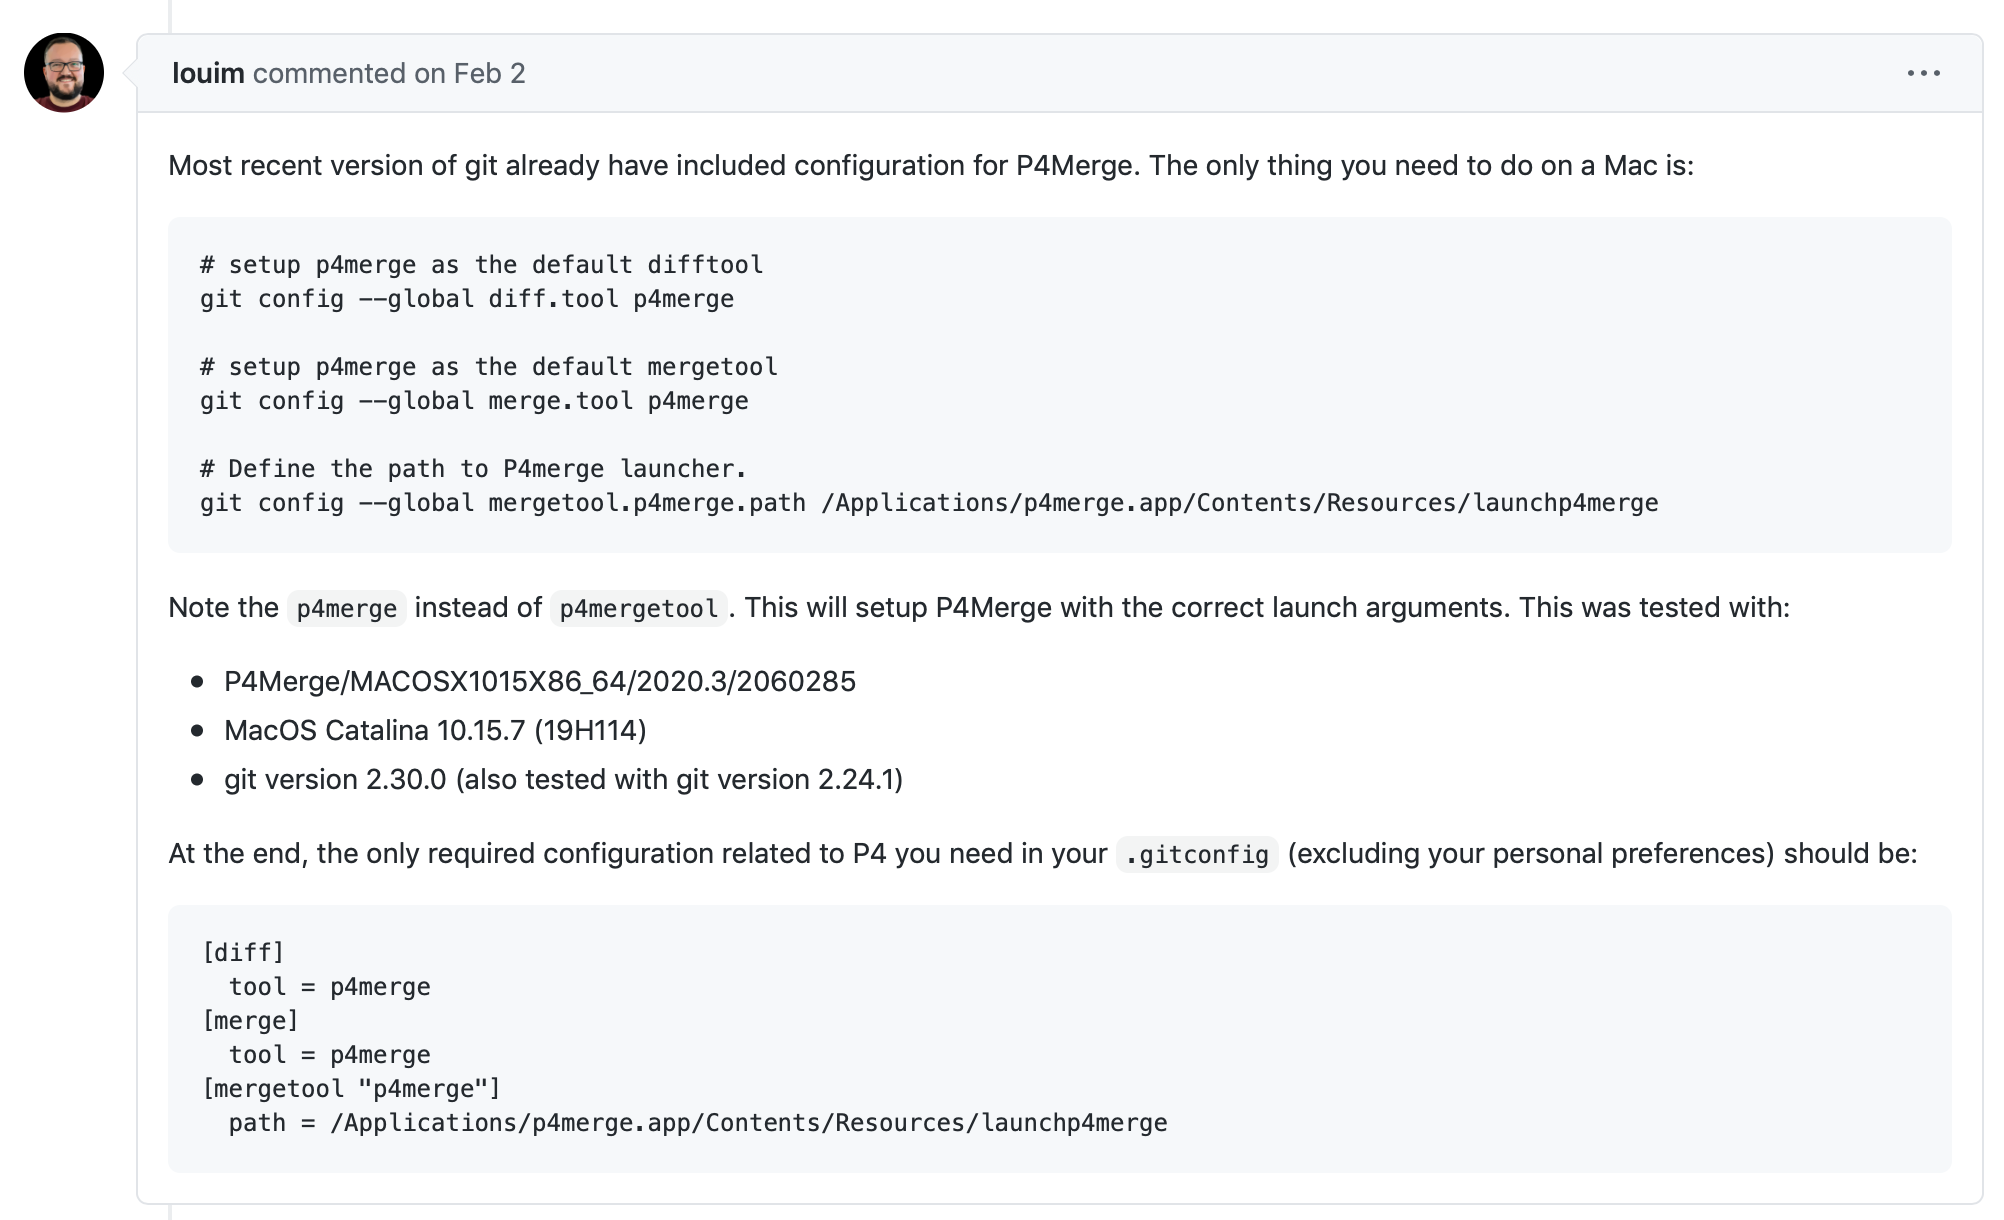 louim commented on Feb 2
Most recent version of git already have included configuration for P4Merge. The only thing you need to do on a Mac is:
# setup p4merge as the default difftool
git config --global diff.tool p4merge
# setup p4merge as the default mergetool
git config --global merge.tool p4merge
# Define the path to P4merge launcher.
git config --global mergetool.p4merge.path /Applications/p4merge.app/Contents/Resources/launchp4merge
Note the p4merge instead of p4mergetool. This will setup P4Merge with the correct launch arguments. This was tested with:
• P4Merge/MACOSX1015X86_64/2020.3/2060285
• MacOS Catalina 10.15.7 (19H114)
• git version 2.30.0 (also tested with git version 2.24.1)
At the end, the only required configuration related to P4 you need in your .gitconfig (excluding your personal preferences) should be:
[diff]
  tool = p4merge
[merge]
  tool = p4merge
[mergetool "p4merge"]
  path = /Applications/p4merge.app/Contents/Resources/launchp4merge